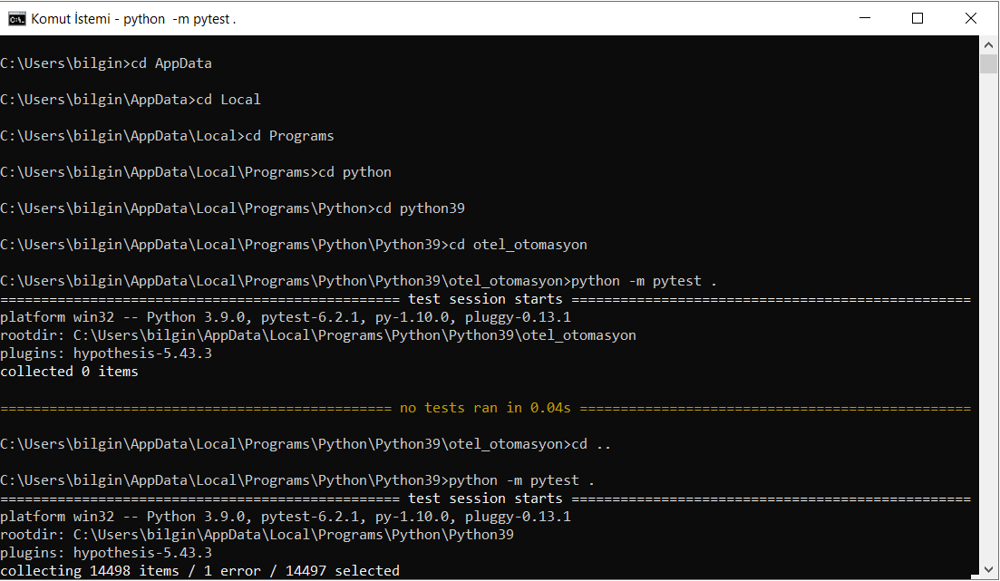 Komut İstemi - python  -m pytest .
C:\Users\bilgin>cd AppData
C:\Users\bilgin\AppData>cd Local
C:\Users\bilgin\AppData\Local>cd Programs
C:\Users\bilgin\AppData\Local\Programs>cd python
C:\Users\bilgin\AppData\Local\Programs\Python>cd python39
C:\Users\bilgin\AppData\Local\Programs\Python\Python39>cd otel_otomasyon
C:\Users\bilgin\AppData\Local\Programs\Python\Python39\otel_otomasyon>python -m pytest .
================================================= test session starts =================================================
platform win32 -- Python 3.9.0, pytest-6.2.1, py-1.10.0, pluggy-0.13.1
rootdir: C:\Users\bilgin\AppData\Local\Programs\Python\Python39\otel_otomasyon
plugins: hypothesis-5.43.3
collected 0 items
================================================ no tests ran in 0.04s ================================================
C:\Users\bilgin\AppData\Local\Programs\Python\Python39\otel_otomasyon>cd ..
C:\Users\bilgin\AppData\Local\Programs\Python\Python39>python -m pytest .
================================================= test session starts =================================================
platform win32 -- Python 3.9.0, pytest-6.2.1, py-1.10.0, pluggy-0.13.1
rootdir: C:\Users\bilgin\AppData\Local\Programs\Python\Python39
plugins: hypothesis-5.43.3
collecting 14498 items / 1 error / 14497 selected